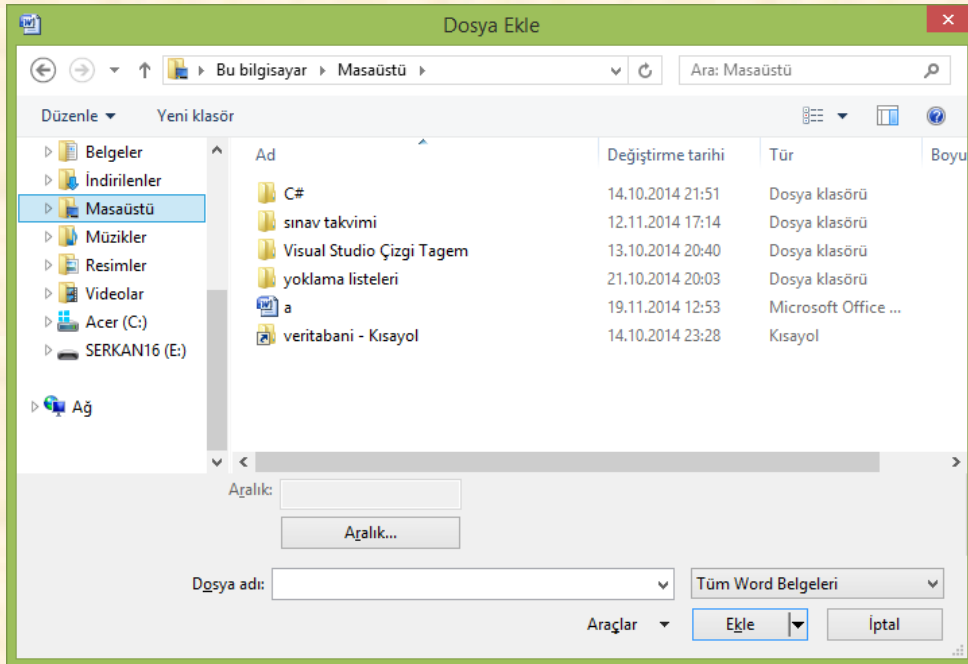 Dosya Ekle
Bu bilgisayar Masaüstü
Ara: Masaüstü
Düzenle Yeni klasör
Belgeler
İndirilenler
Masaüstü
Müzikler
Resimler
Videolar
Acer (C:)
SERKAN16 (E:)
Ağ
Ad Değiştirme tarihi Tür Boyu
C# 14.10.2014 21:51 Dosya klasörü
sınav takvimi 12.11.2014 17:14 Dosya klasörü
Visual Studio Çizgi Tagem 13.10.2014 20:40 Dosya klasörü
yoklama listeleri 21.10.2014 20:03 Dosya klasörü
a 19.11.2014 12:53 Microsoft Office ...
veritabani - Kısayol 14.10.2014 23:28 Kısayol
Aralık:
Aralık...
Dosya adı: Tüm Word Belgeleri
Araçlar Ekle İptal